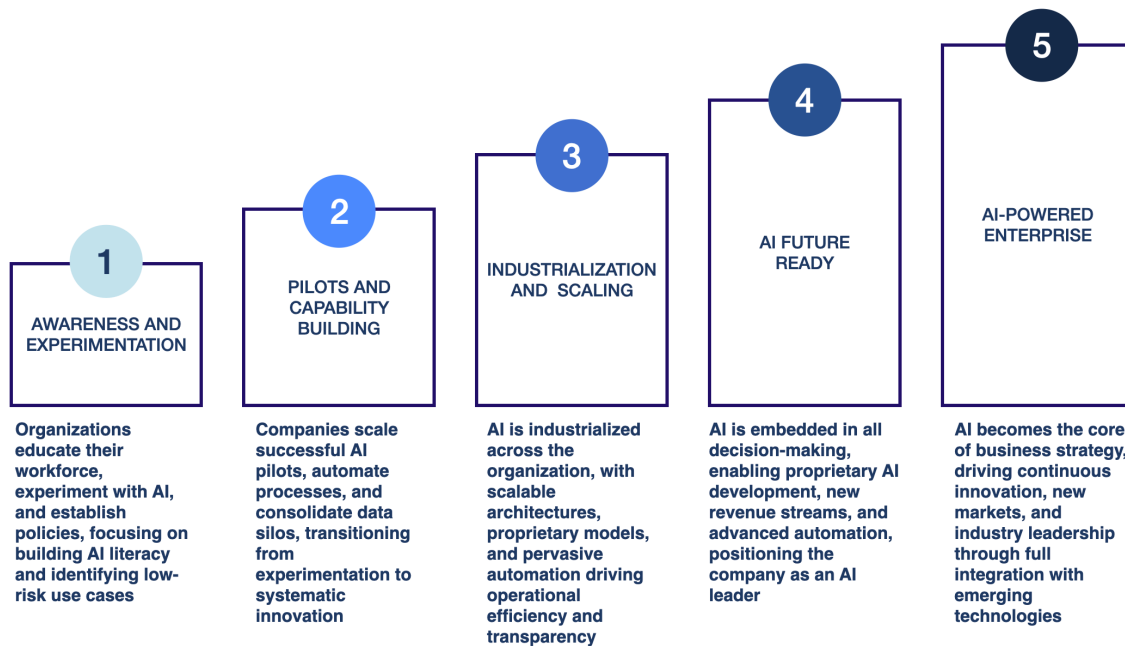 1
AWARENESS AND
EXPERIMENTATION
Organizations
educate their
workforce,
experiment with AI,
and establish
policies, focusing on
building AI literacy
and identifying low-
risk use cases
2
PILOTS AND
CAPABILITY
BUILDING
Companies scale
successful AI
pilots, automate
processes, and
consolidate data
silos, transitioning
from
experimentation to
systematic
innovation
3
INDUSTRIALIZATION
AND SCALING
AI is industrialized
across the
organization, with
scalable
architectures,
proprietary models,
and pervasive
automation driving
operational
efficiency and
transparency
4
AI FUTURE
READY
AI is embedded in all
decision-making,
enabling proprietary AI
development, new
revenue streams, and
advanced automation,
positioning the
company as an AI
leader
5
AI-POWERED
ENTERPRISE
AI becomes the core
of business strategy,
driving continuous
innovation, new
markets, and
industry leadership
through full
integration with
emerging
technologies